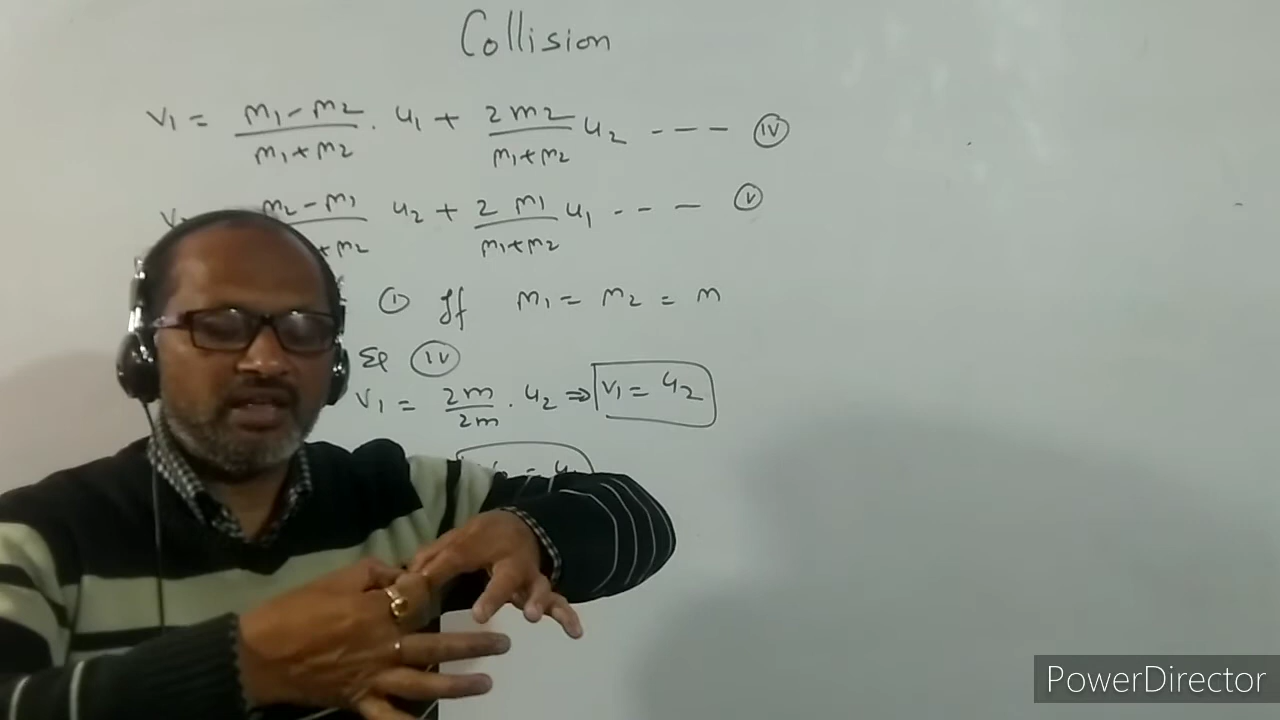 Collision
V1 = m1-m2/m1+m2 . u1 + 2m2/m1+m2 u2 --- IV
m2-m1/+m2 u2 + 2m1/m1+m2 u1 --- V
① If m1 = m2 = m
Eq IV
V1 = 2m/2m . u2 ⇒ V1 = u2
PowerDirector